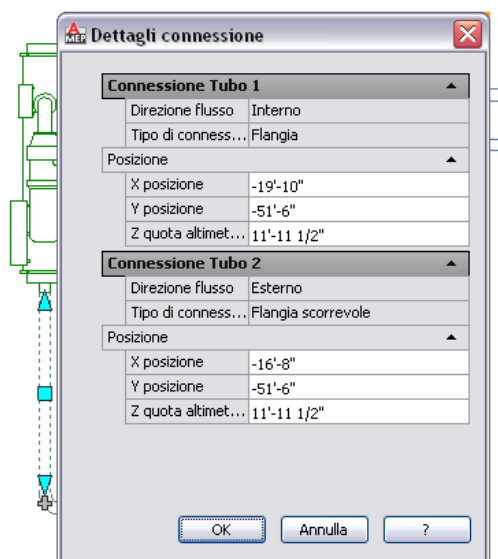 MEP Dettagli connessione
Connessione Tubo 1
Direzione flusso Interno
Tipo di conness... Flangia
Posizione
X posizione -19'-10"
Y posizione -51'-6"
Z quota altimet... 11'-11 1/2"
Connessione Tubo 2
Direzione flusso Esterno
Tipo di conness... Flangia scorrevole
Posizione
X posizione -16'-8"
Y posizione -51'-6"
Z quota altimet... 11'-11 1/2"
OK Annulla ?